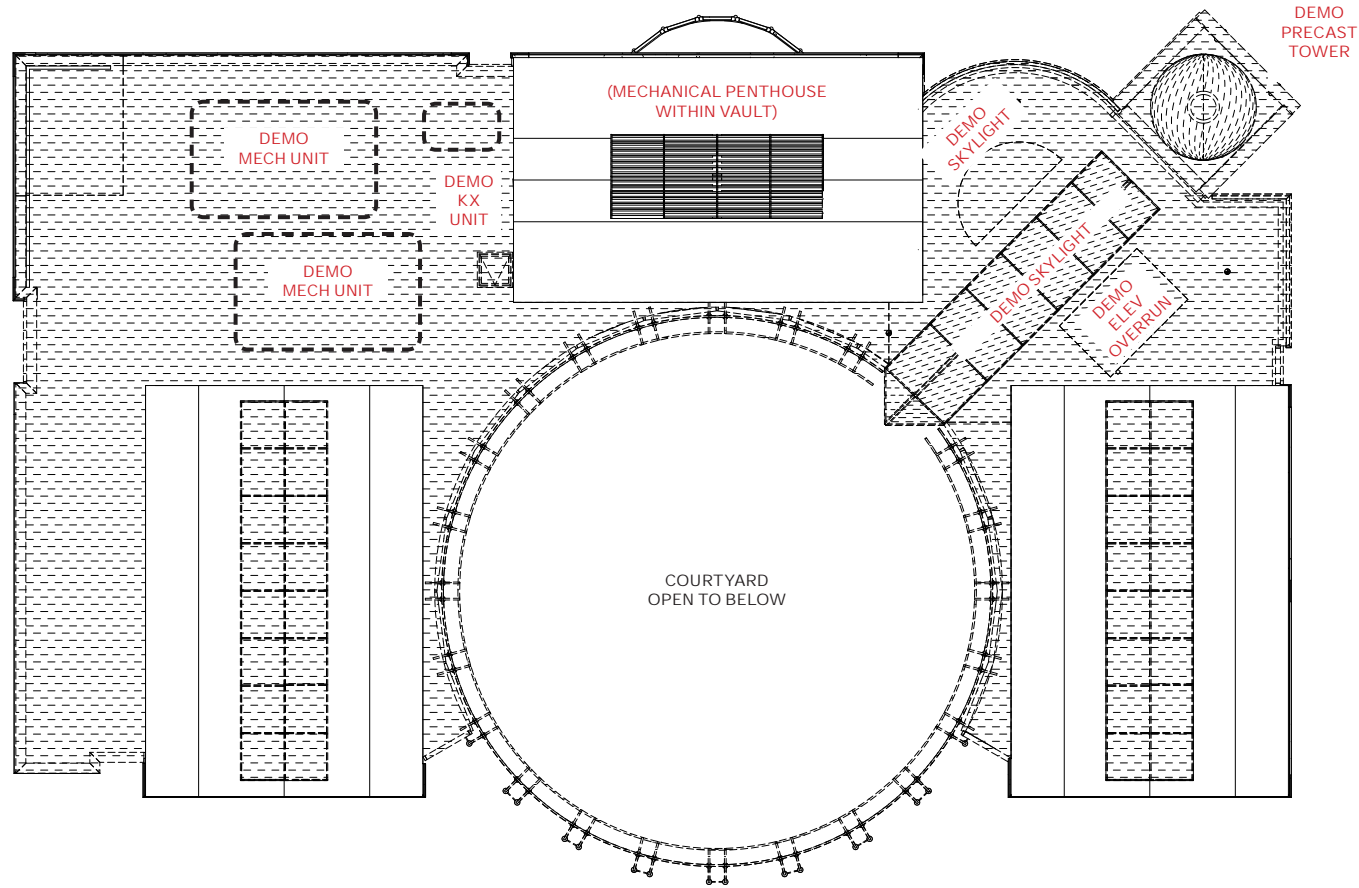 DEMO
PRECAST
TOWER
(MECHANICAL PENTHOUSE
WITHIN VAULT)
DEMO
SKYLIGHT
DEMO
MECH UNIT
DEMO
KX
UNIT
DEMO SKYLIGHT
DEMO
MECH UNIT
DEMO
ELEV
OVERRUN
COURTYARD
OPEN TO BELOW